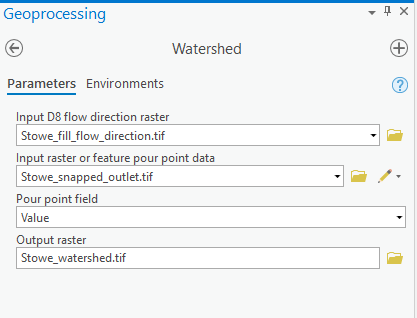 Geoprocessing
Watershed
Parameters Environments
Input D8 flow direction raster
Stowe_fill_flow_direction.tif
Input raster or feature pour point data
Stowe_snapped_outlet.tif
Pour point field
Value
Output raster
Stowe_watershed.tif